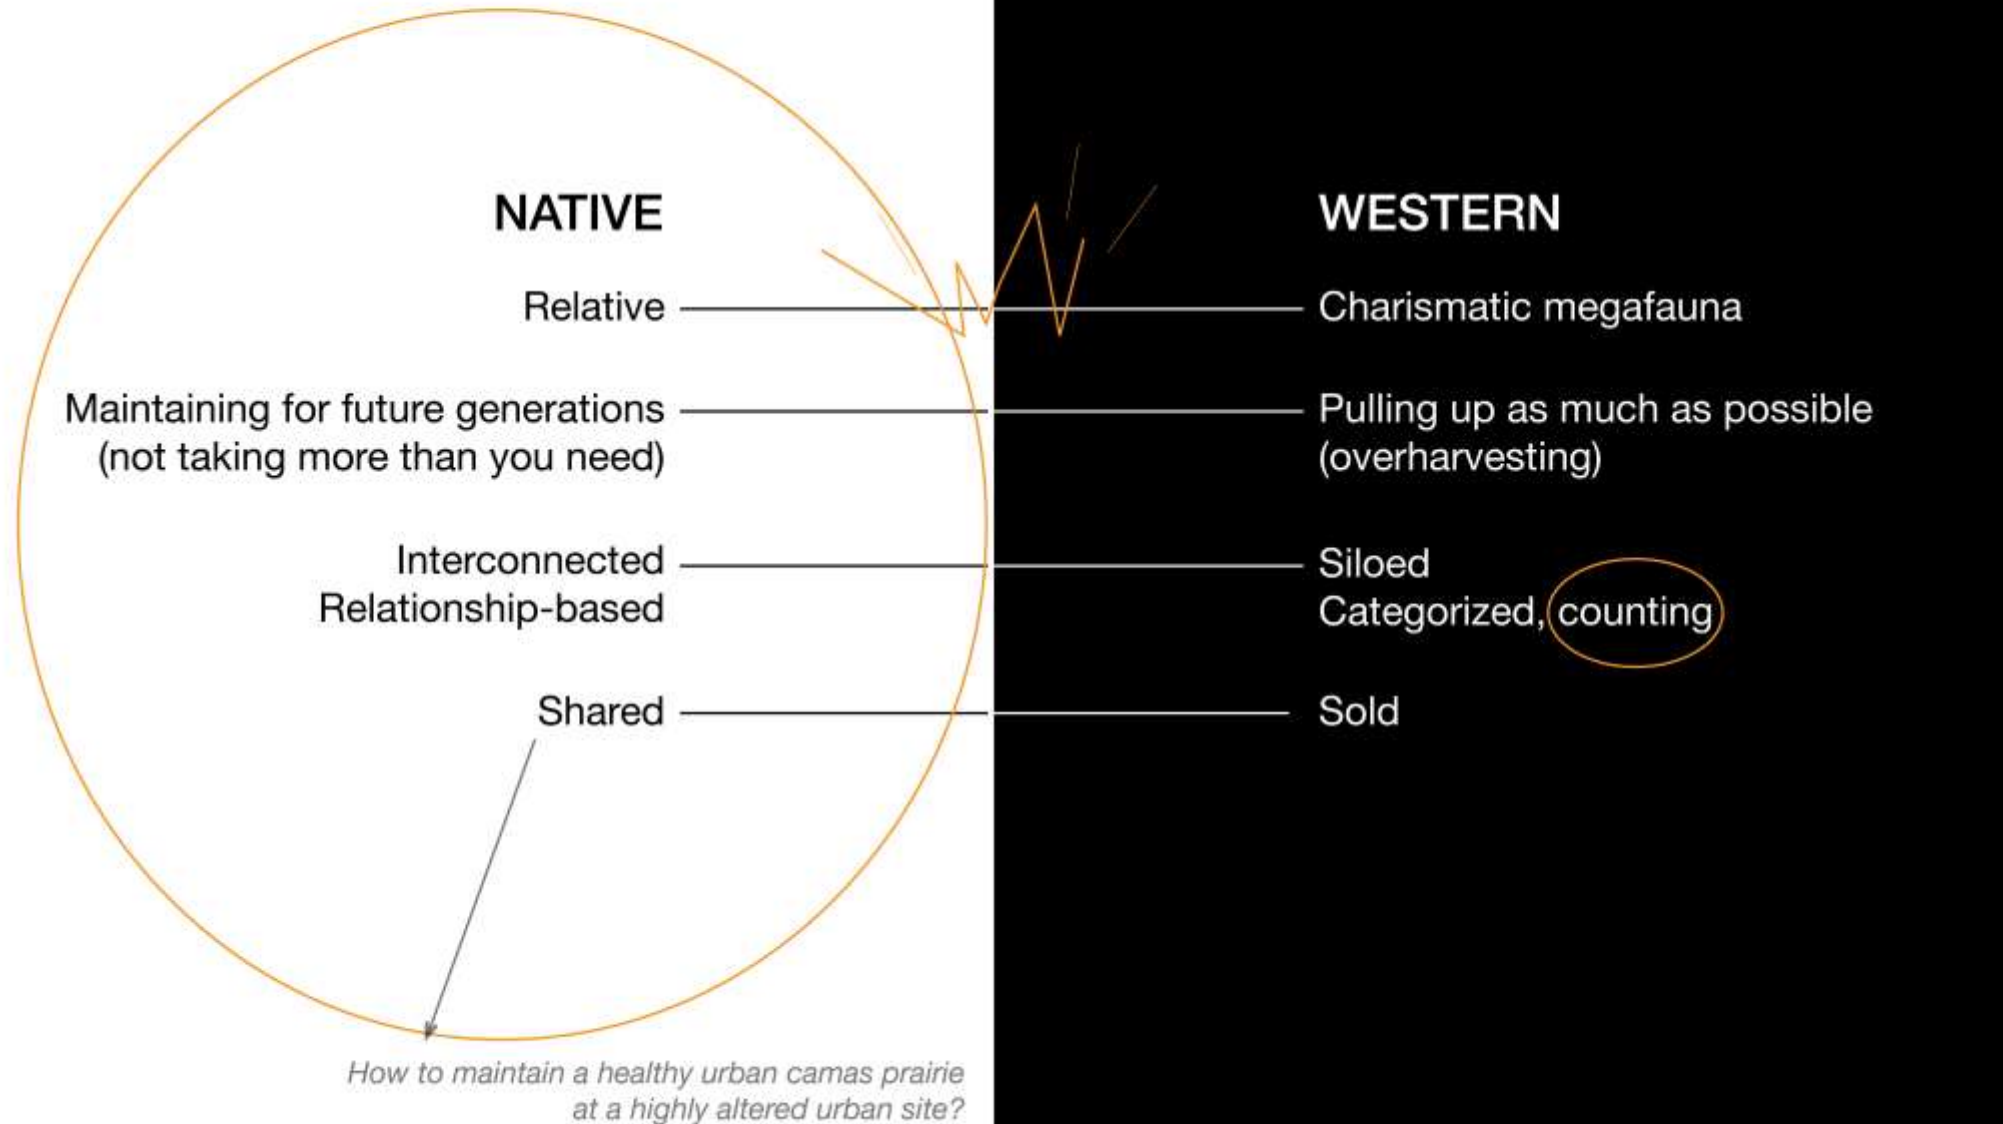 NATIVE
Relative
Maintaining for future generations
(not taking more than you need)
Interconnected
Relationship-based
Shared
How to maintain a healthy urban camas prairie
at a highly altered urban site?
WESTERN
Charismatic megafauna
Pulling up as much as possible
(overharvesting)
Siloed
Categorized, counting
Sold